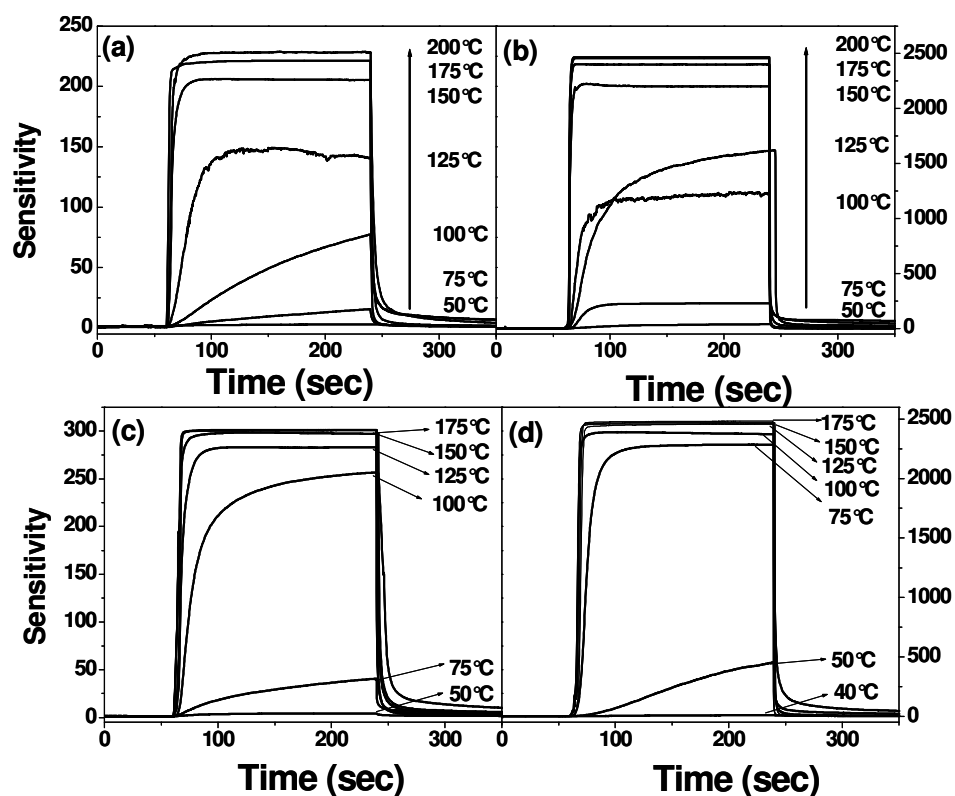 (a)
250
200
150
100
50
0
Sensitivity
200°C
175°C
150°C
125°C
100°C
75°C
50°C
0 100 200 300
Time (sec)
(b)
200°C
175°C
150°C
125°C
100°C
75°C
50°C
2500
2000
1500
1000
500
0
0 100 200 300
Time (sec)
(c)
300
250
200
150
100
50
0
Sensitivity
175°C
150°C
125°C
100°C
75°C
50°C
0 100 200 300
Time (sec)
(d)
175°C
150°C
125°C
100°C
75°C
50°C
40°C
2500
2000
1500
1000
500
0
0 100 200 300
Time (sec)